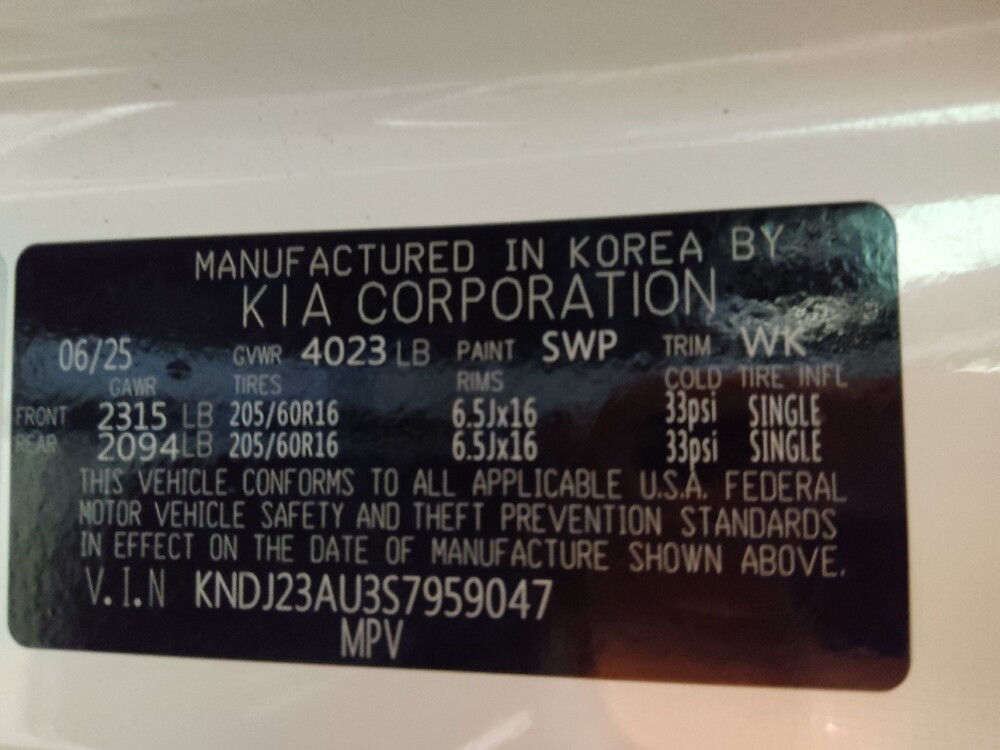 MANUFACTURED IN KOREA BY
KIA CORPORATION
06/25 GVWR 4023 LB PAINT SWP TRIM WK
GAWR TIRES RIMS COLD TIRE INFL
FRONT 2315 LB 205/60R16 6.5Jx16 33psi SINGLE
REAR 2094 LB 205/60R16 6.5Jx16 33psi SINGLE
THIS VEHICLE CONFORMS TO ALL APPLICABLE U.S.A. FEDERAL
MOTOR VEHICLE SAFETY AND THEFT PREVENTION STANDARDS
IN EFFECT ON THE DATE OF MANUFACTURE SHOWN ABOVE.
V.I.N KNDJ23AU3S7959047
MPV